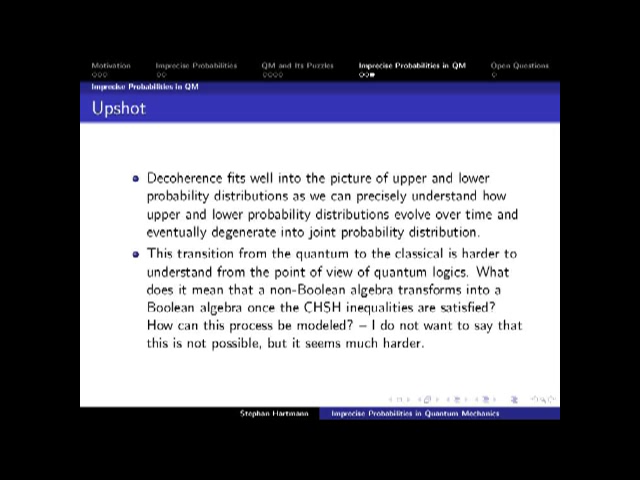 Motivation Imprecise Probabilities QM and Its Puzzles Imprecise Probabilities in QM Open Questions
Imprecise Probabilities in QM
Upshot
Decoherence fits well into the picture of upper and lower
probability distributions as we can precisely understand how
upper and lower probability distributions evolve over time and
eventually degenerate into joint probability distribution.
This transition from the quantum to the classical is harder to
understand from the point of view of quantum logics. What
does it mean that a non-Boolean algebra transforms into a
Boolean algebra once the CHSH inequalities are satisfied?
How can this process be modeled? – I do not want to say that
this is not possible, but it seems much harder.
Stephan Hartmann Imprecise Probabilities in Quantum Mechanics